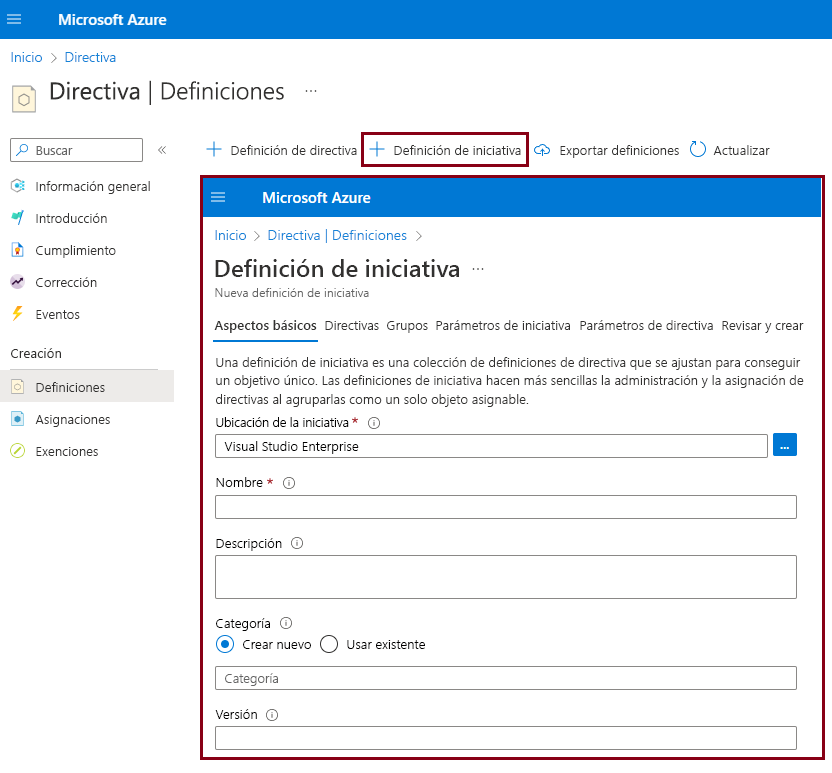 Microsoft Azure
Inicio > Directiva
Directiva | Definiciones ...
Buscar «
Información general
Introducción
Cumplimiento
Corrección
Eventos
Creación
Definiciones
Asignaciones
Exenciones
+ Definición de directiva + Definición de iniciativa Exportar definiciones Actualizar
Microsoft Azure
Inicio > Directiva | Definiciones >
Definición de iniciativa ...
Nueva definición de iniciativa
Aspectos básicos Directivas Grupos Parámetros de iniciativa Parámetros de directiva Revisar y crear
Una definición de iniciativa es una colección de definiciones de directiva que se ajustan para conseguir
un objetivo único. Las definiciones de iniciativa hacen más sencillas la administración y la asignación de
directivas al agruparlas como un solo objeto asignable.
Ubicación de la iniciativa *
Visual Studio Enterprise ...
Nombre *
Descripción
Categoría
Crear nuevo Usar existente
Categoría
Versión